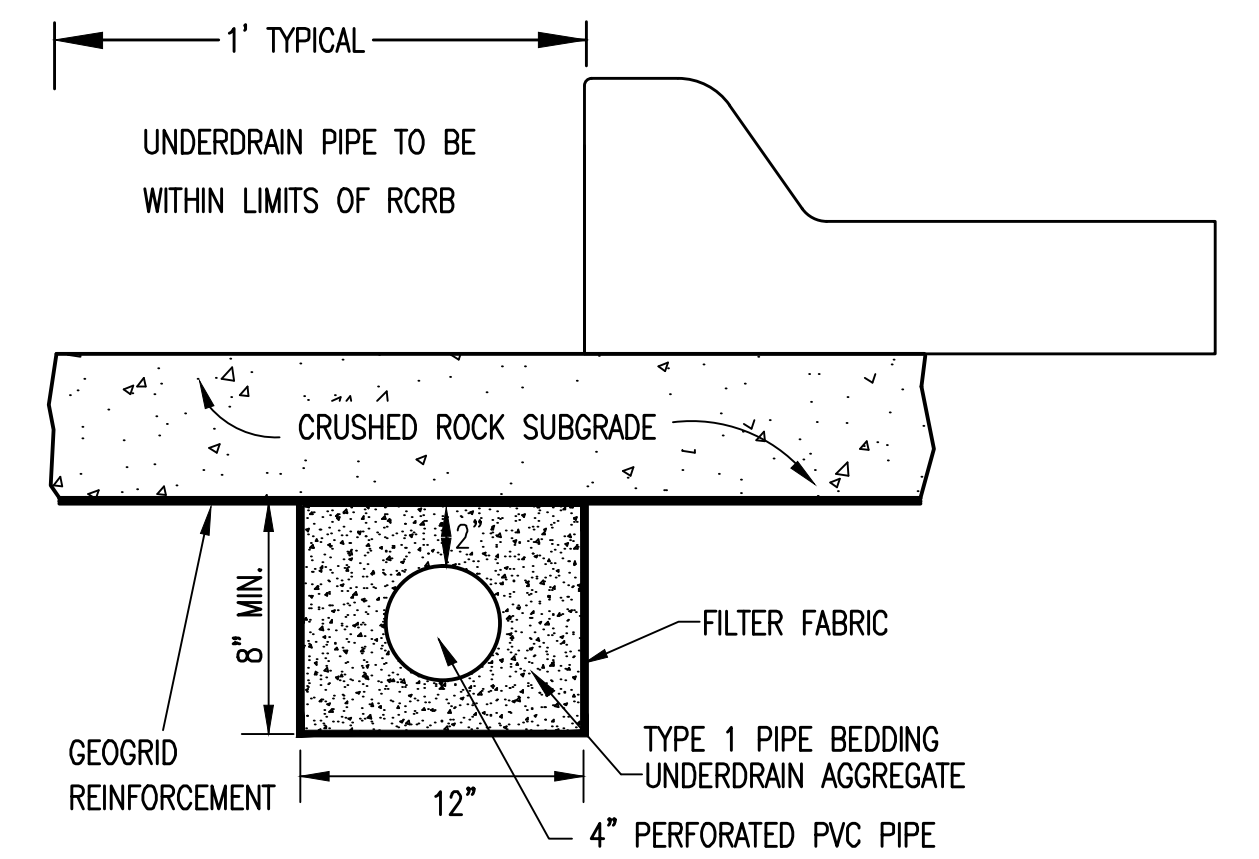 1' TYPICAL
UNDERDRAIN PIPE TO BE
WITHIN LIMITS OF RCRB
CRUSHED ROCK SUBGRADE
2"
8" MIN.
FILTER FABRIC
GEOGRID
REINFORCEMENT
TYPE 1 PIPE BEDDING
UNDERDRAIN AGGREGATE
12"
4" PERFORATED PVC PIPE